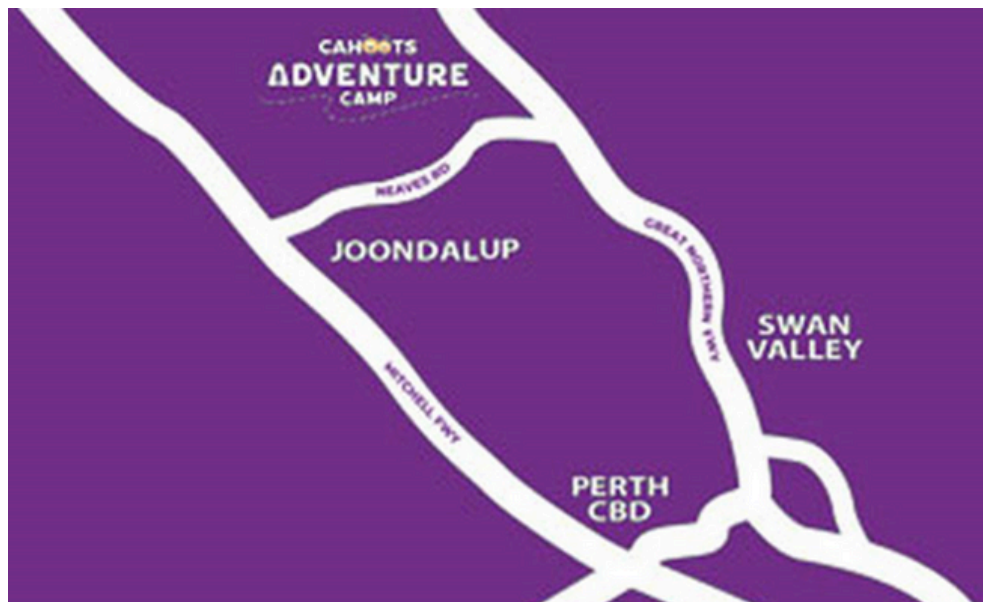 CAHOOTS
ADVENTURE
CAMP
NEAVES RD
JOONDALUP
GREAT NORTHERN HWY
SWAN
VALLEY
MITCHELL FWY
PERTH
CBD